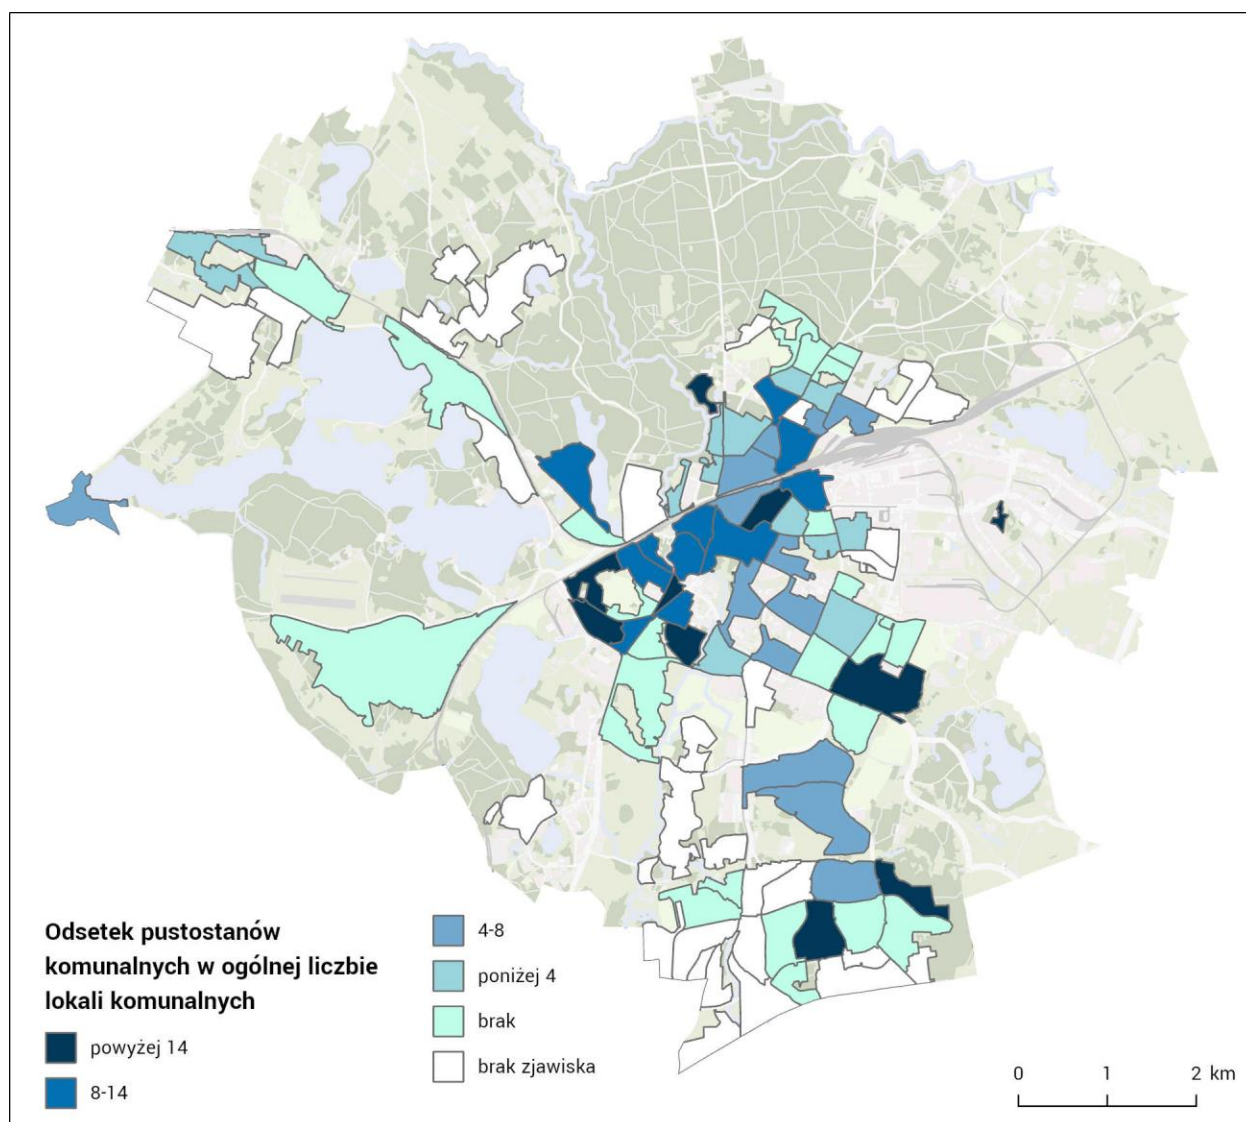 Odsetek pustostanów
komunalnych w ogólnej liczbie
lokali komunalnych
powyżej 14
8-14
4-8
poniżej 4
brak
brak zjawiska
0 1 2 km